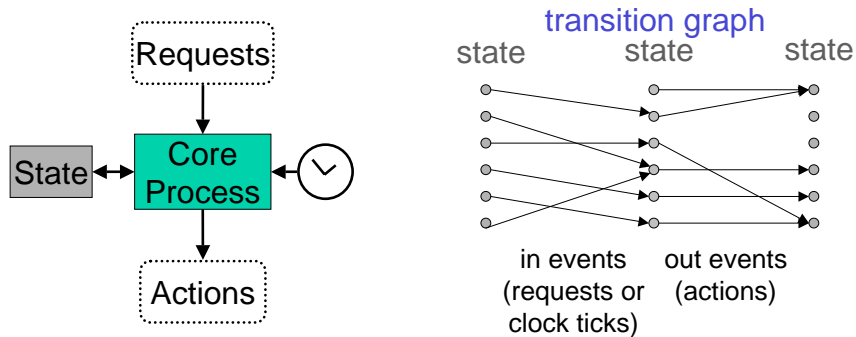 Requests
State
Core
Process
Actions
transition graph
state
state
state
in events
(requests or
clock ticks)
out events
(actions)